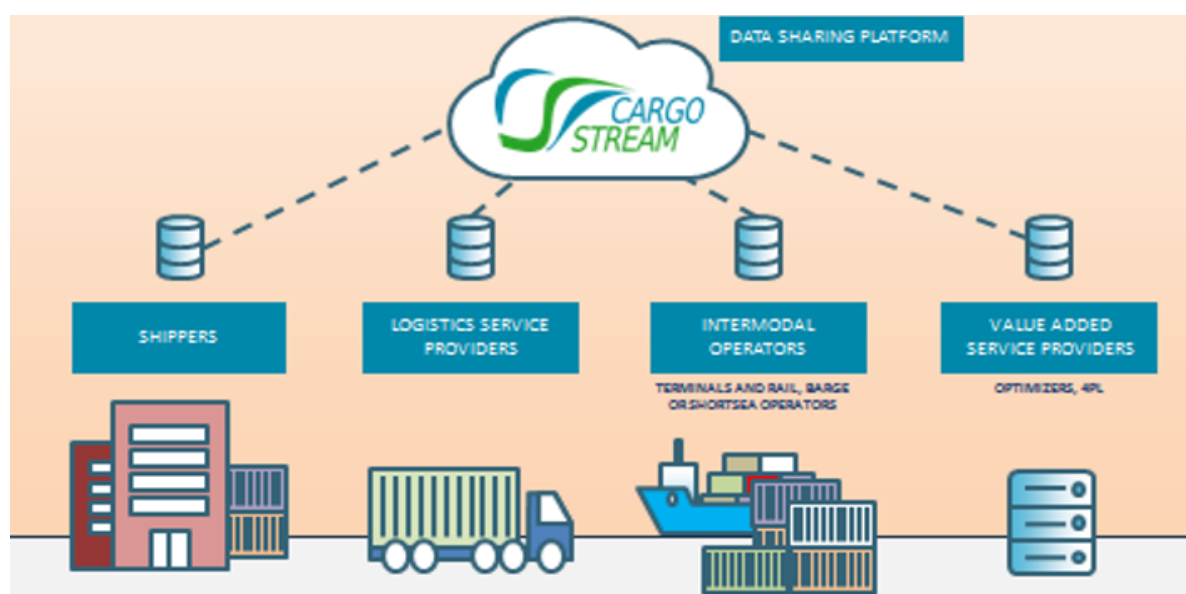 DATA SHARING PLATFORM
CARGO
STREAM
SHIPPERS
LOGISTICS SERVICE
PROVIDERS
INTERMODAL
OPERATORS
TERMINALS AND RAIL, BARGE
OR SHORTSEA OPERATORS
VALUE ADDED
SERVICE PROVIDERS
OPTIMIZERS, 4PL